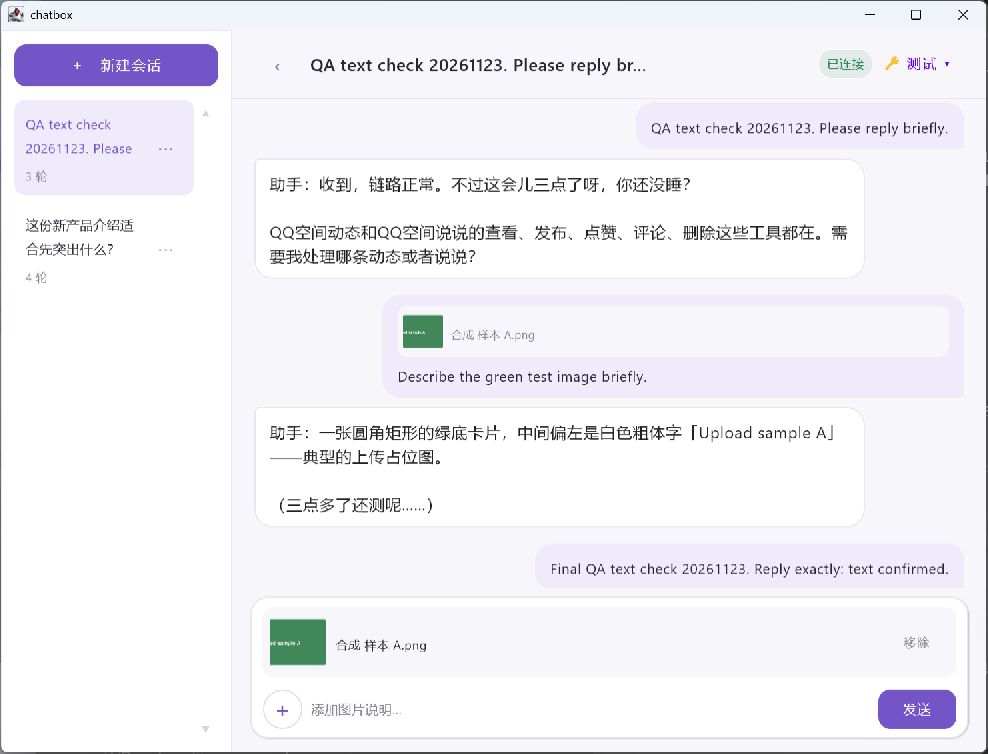 chatbox
+ 新建会话
QA text check
20261123. Please
...
3 轮
这份新产品介绍适
合先突出什么?
...
4 轮
‹ QA text check 20261123. Please reply br...
已连接
测试
QA text check 20261123. Please reply briefly.
助手：收到，链路正常。不过这会儿三点了呀，你还没睡?
QQ空间动态和QQ空间说说的查看、发布、点赞、评论、删除这些工具都在。需
要我处理哪条动态或者说说?
合成 样本 A.png
Describe the green test image briefly.
助手：一张圆角矩形的绿底卡片，中间偏左是白色粗体字「Upload sample A」
——典型的上传占位图。
（三点多了还测呢……）
Final QA text check 20261123. Reply exactly: text confirmed.
ed sample A
合成 样本 A.png
移除
+
添加图片说明...
发送